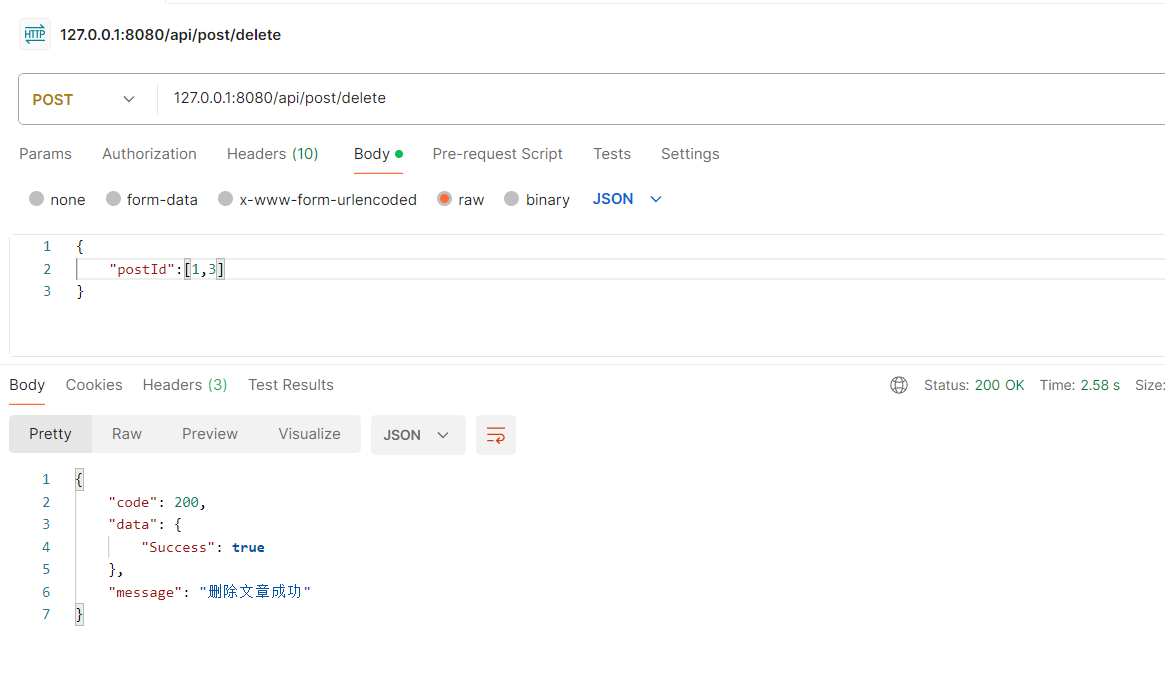 HTTP 127.0.0.1:8080/api/post/delete
POST 127.0.0.1:8080/api/post/delete
Params Authorization Headers (10) Body Pre-request Script Tests Settings
none form-data x-www-form-urlencoded raw binary JSON
1 {
2 "postId":[1,3]
3 }
Body Cookies Headers (3) Test Results Status: 200 OK Time: 2.58 s Size:
Pretty Raw Preview Visualize JSON
1 {
2 "code": 200,
3 "data": {
4 "Success": true
5 },
6 "message": "删除文章成功"
7 }